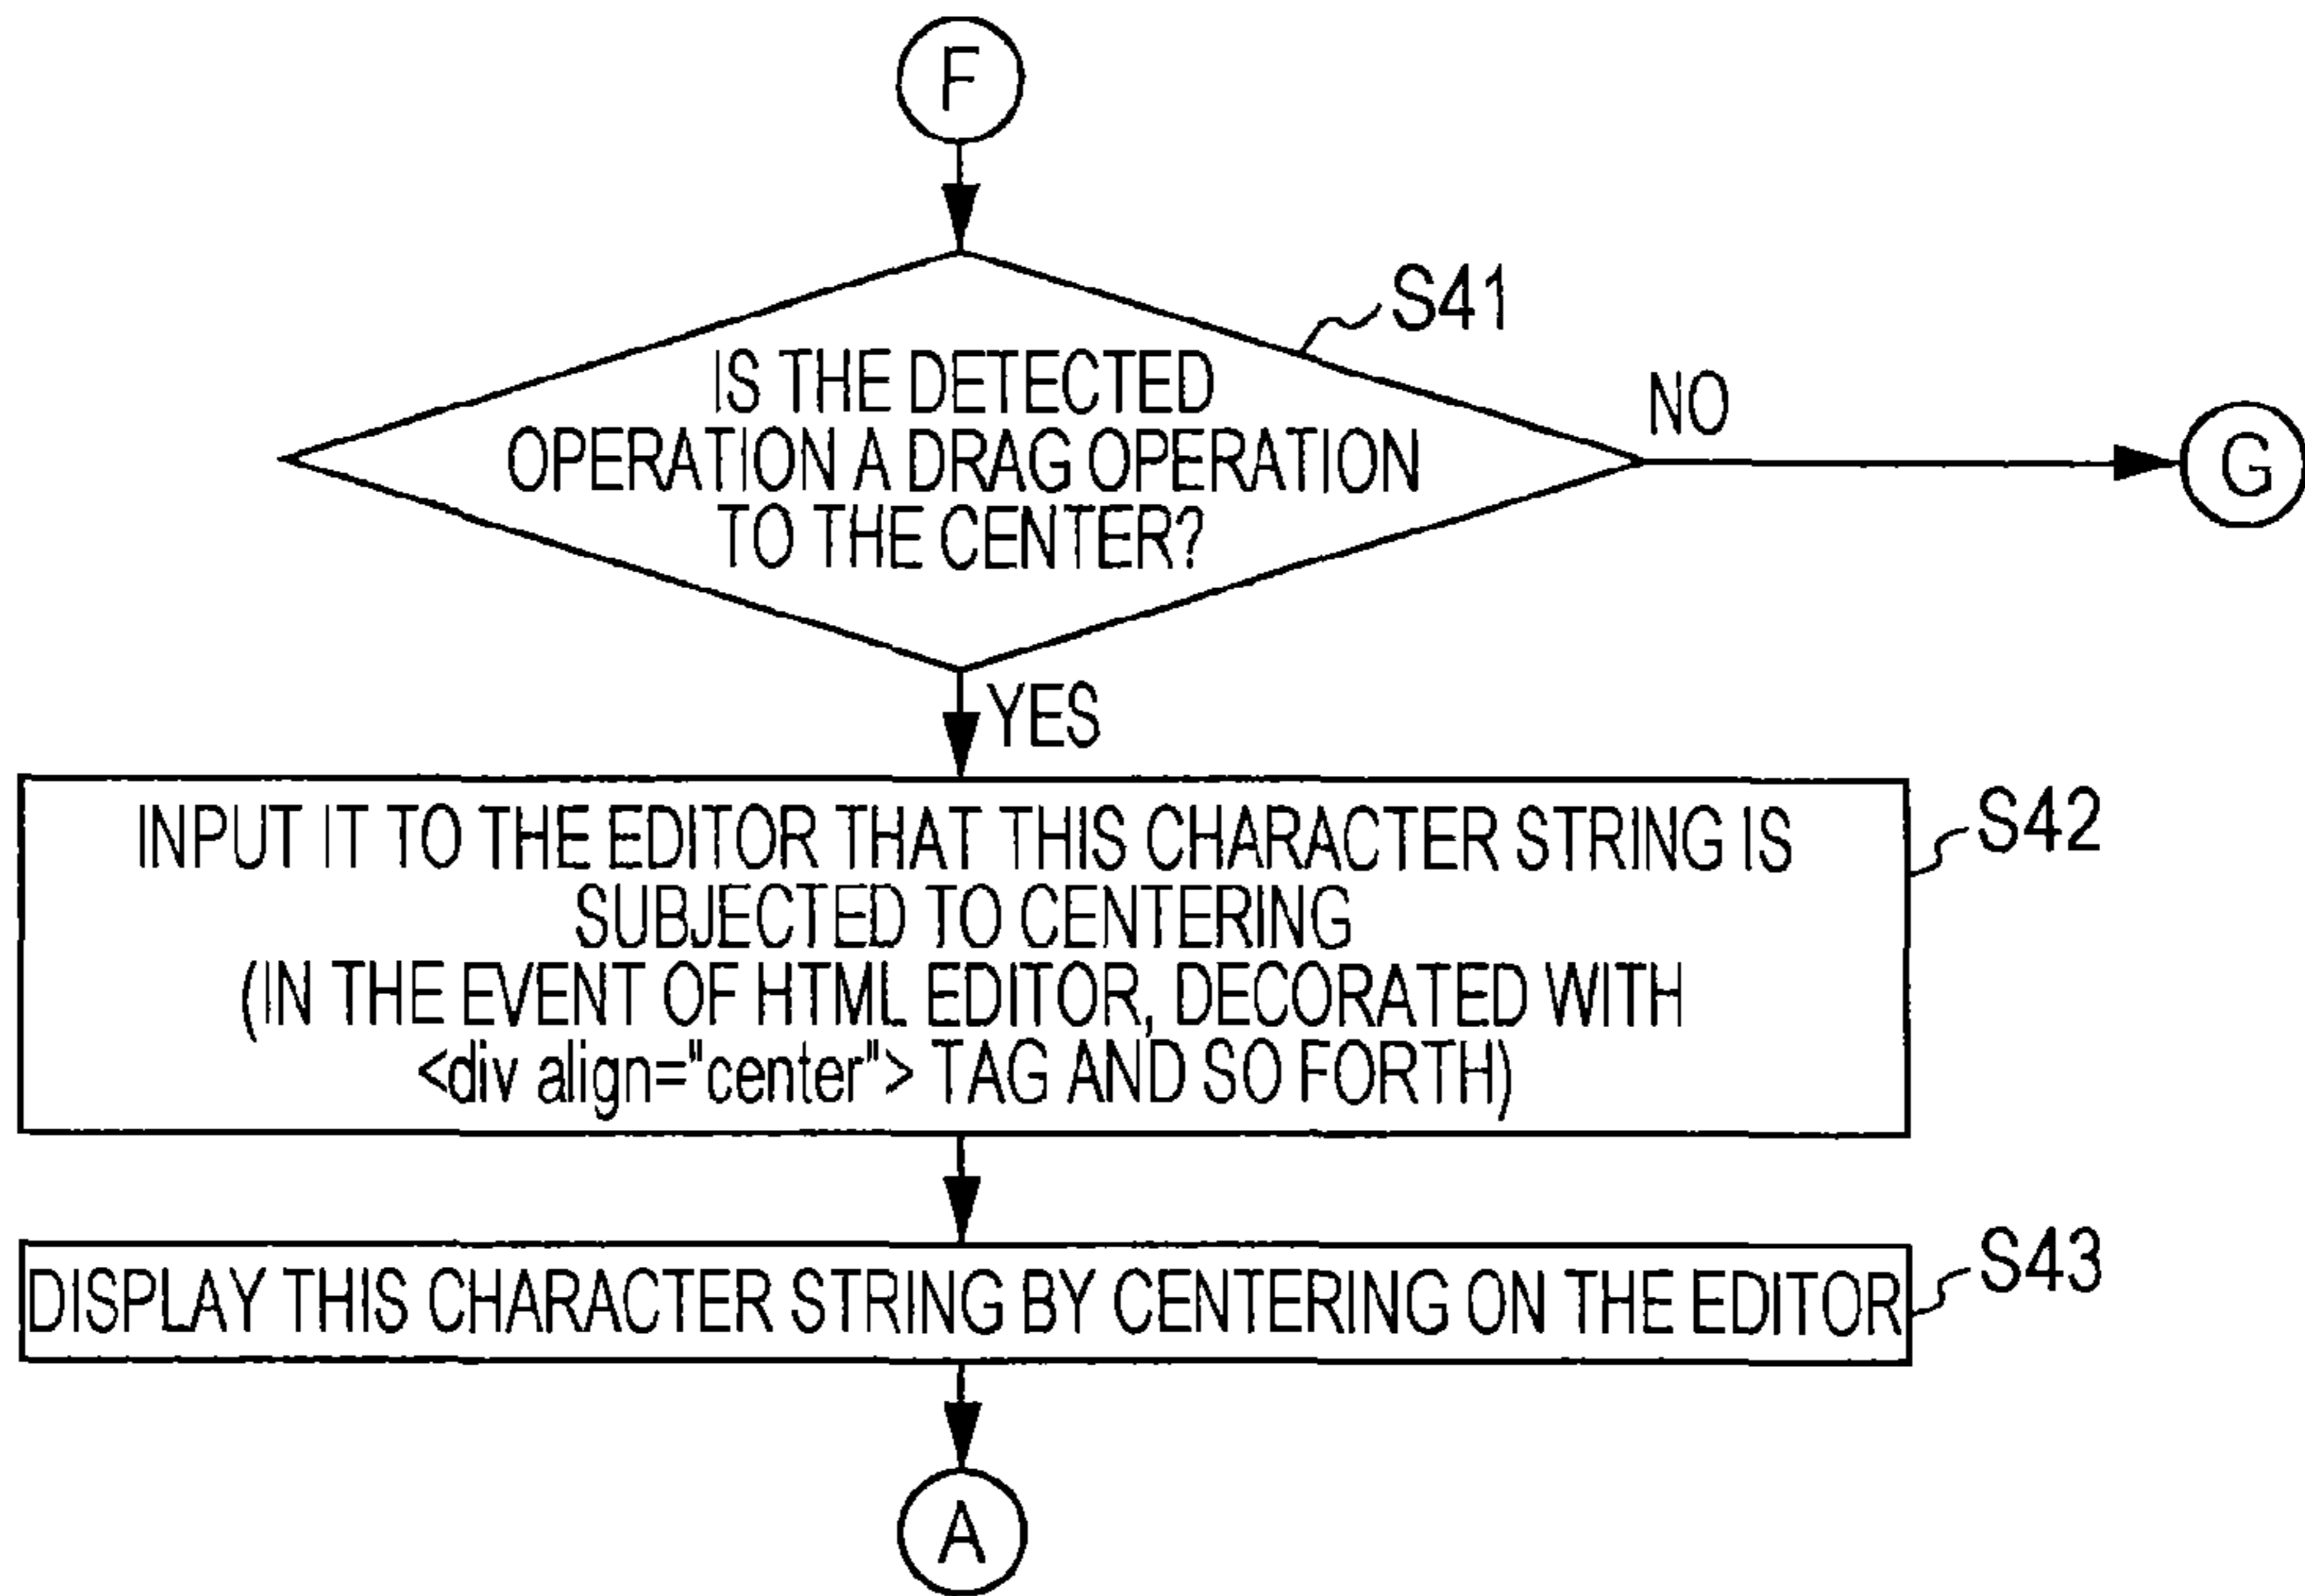 F
S41
IS THE DETECTED
OPERATION A DRAG OPERATION
TO THE CENTER?
NO
G
YES
S42
INPUT IT TO THE EDITOR THAT THIS CHARACTER STRING IS
SUBJECTED TO CENTERING
(IN THE EVENT OF HTML EDITOR, DECORATED WITH
<div align="center"> TAG AND SO FORTH)
S43
DISPLAY THIS CHARACTER STRING BY CENTERING ON THE EDITOR
A